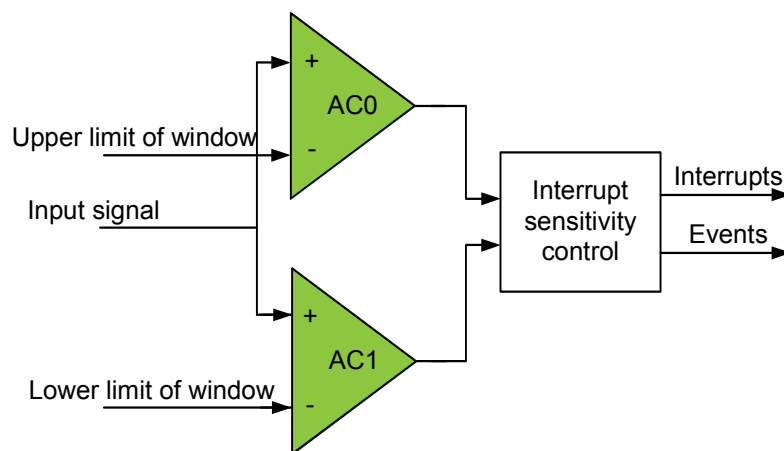 +
AC0
-
Upper limit of window
Input signal
Interrupt
sensitivity
control
Interrupts
Events
+
AC1
-
Lower limit of window